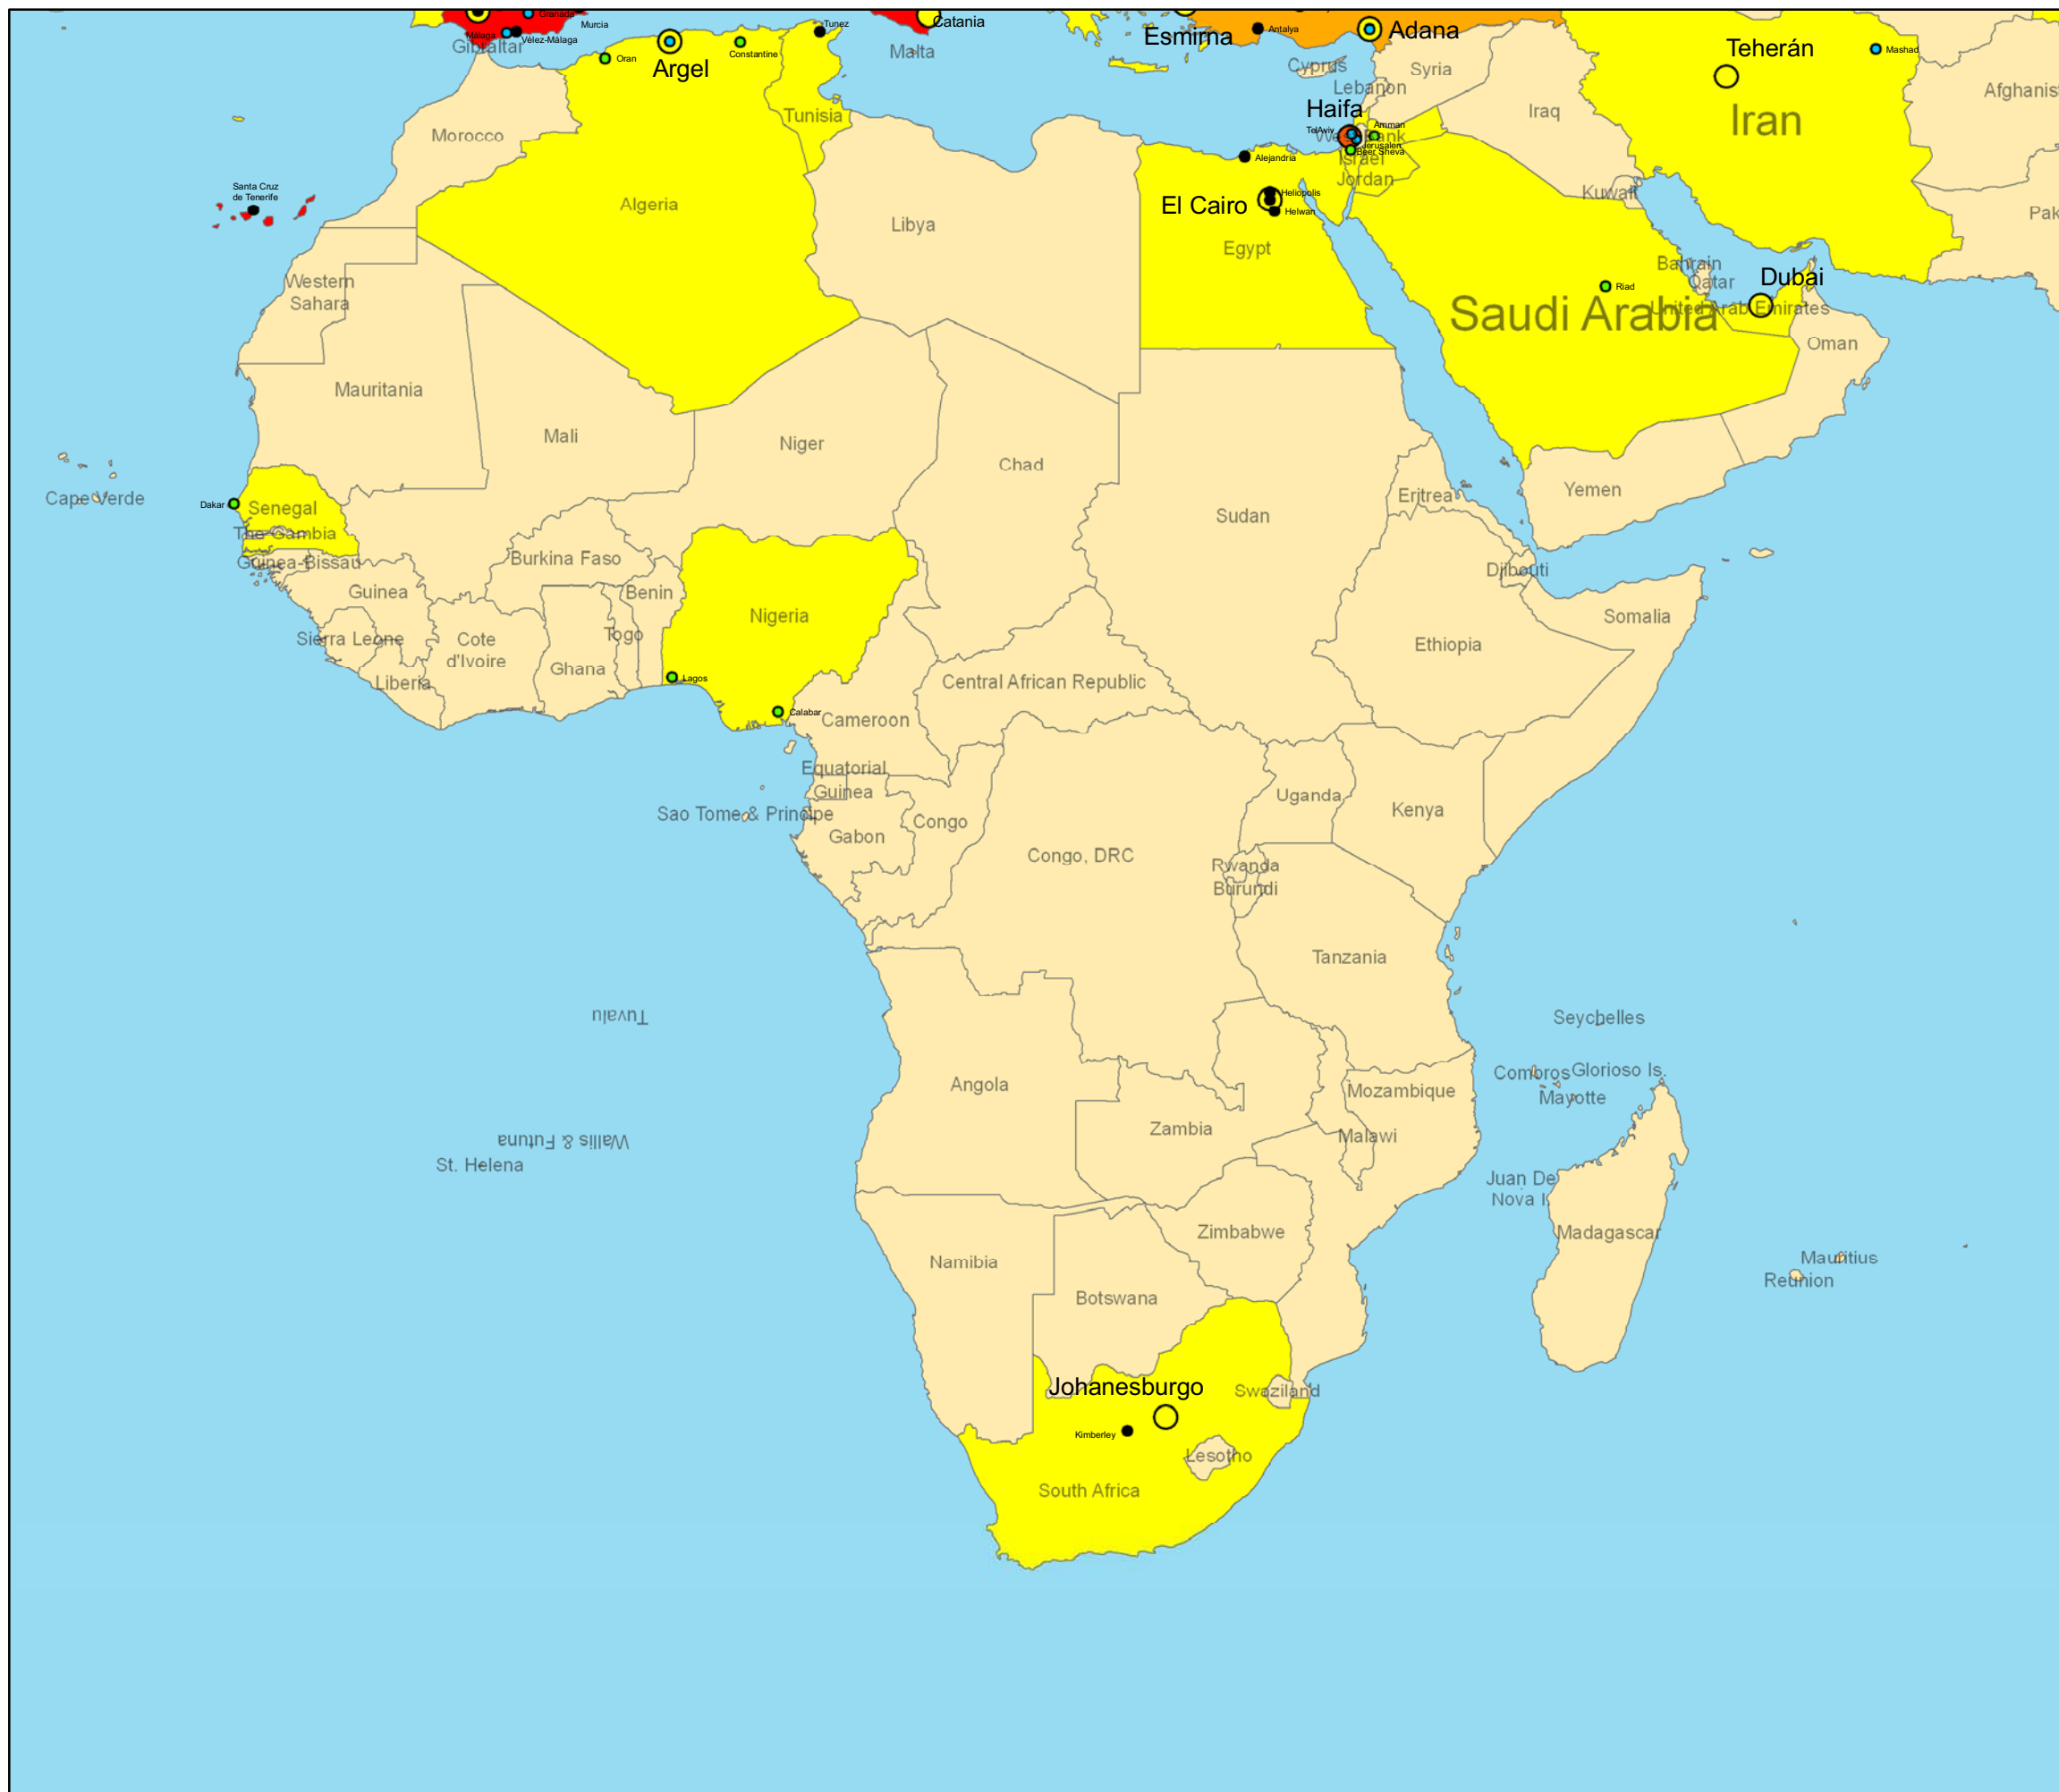 Granada
Murcia
Málaga
Vélez-Málaga
Gibraltar
Oran
Argel
Constantine
Tunez
Catania
Malta
Esmirna
Antalya
Adana
Cyprus
Syria
Lebanon
Teherán
Mashad
Iran
Afghanis
Iraq
Haifa
TelAviv
Amman
West Bank
Jerusalen
Beer Sheva
Israel
Jordan
Alejandria
Heliopolis
El Cairo
Helwan
Egypt
Kuwait
Pak
Morocco
Tunisia
Algeria
Libya
Santa Cruz
de Tenerife
Western
Sahara
Bahrain
Qatar
Dubai
Riad
United Arab Emirates
Saudi Arabia
Oman
Mauritania
Mali
Niger
Chad
Sudan
Eritrea
Yemen
Cape Verde
Dakar
Senegal
The Gambia
Guinea-Bissau
Guinea
Burkina Faso
Benin
Togo
Nigeria
Djibouti
Somalia
Ethiopia
Sierra Leone
Cote
d'Ivoire
Ghana
Liberia
Lagos
Calabar
Cameroon
Central African Republic
Equatorial
Guinea
Sao Tome & Principe
Gabon
Congo
Congo, DRC
Uganda
Kenya
Rwanda
Burundi
Tanzania
Tuvalu
Seychelles
Comoros
Glorioso Is.
Mayotte
Angola
Zambia
Mozambique
Malawi
Wallis & Futuna
St. Helena
Juan De
Nova I.
Madagascar
Mauritius
Reunion
Namibia
Zimbabwe
Botswana
Johanesburgo
Swaziland
Kimberley
Lesotho
South Africa